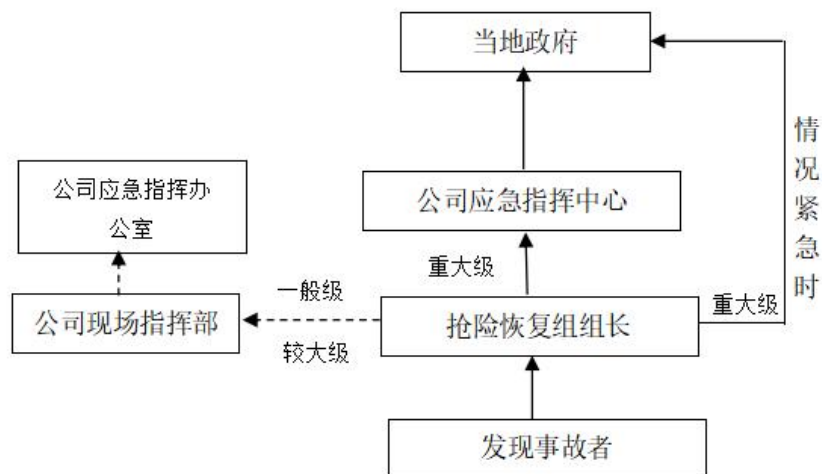 当地政府
情况紧急时
公司应急指挥办
公室
公司应急指挥中心
重大级
一般级
重大级
公司现场指挥部
抢险恢复组组长
较大级
发现事故者